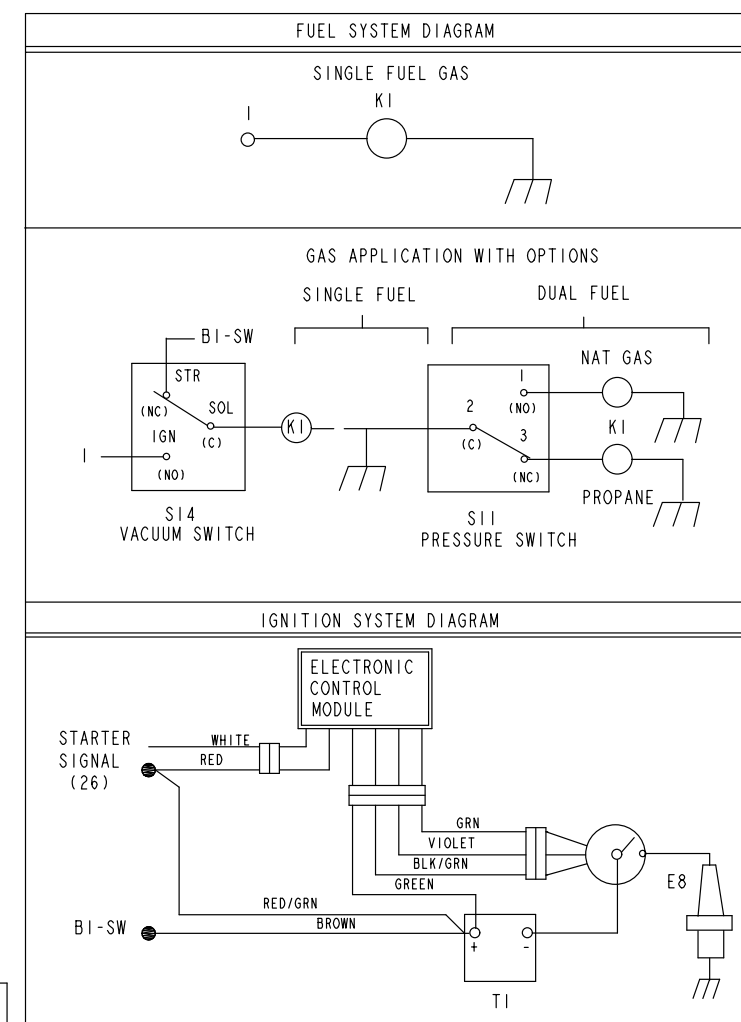 FUEL SYSTEM DIAGRAM
SINGLE FUEL GAS
K1
1
GAS APPLICATION WITH OPTIONS
SINGLE FUEL
DUAL FUEL
B1-SW
STR
(NC)
SOL
(C)
IGN
(NO)
1
S14
VACUUM SWITCH
K1
1
(NO)
2
(C)
3
(NC)
S11
PRESSURE SWITCH
NAT GAS
K1
PROPANE
IGNITION SYSTEM DIAGRAM
ELECTRONIC
CONTROL
MODULE
STARTER
SIGNAL
(26)
WHITE
RED
GRN
VIOLET
BLK/GRN
GREEN
RED/GRN
BROWN
B1-SW
+
-
T1
E8